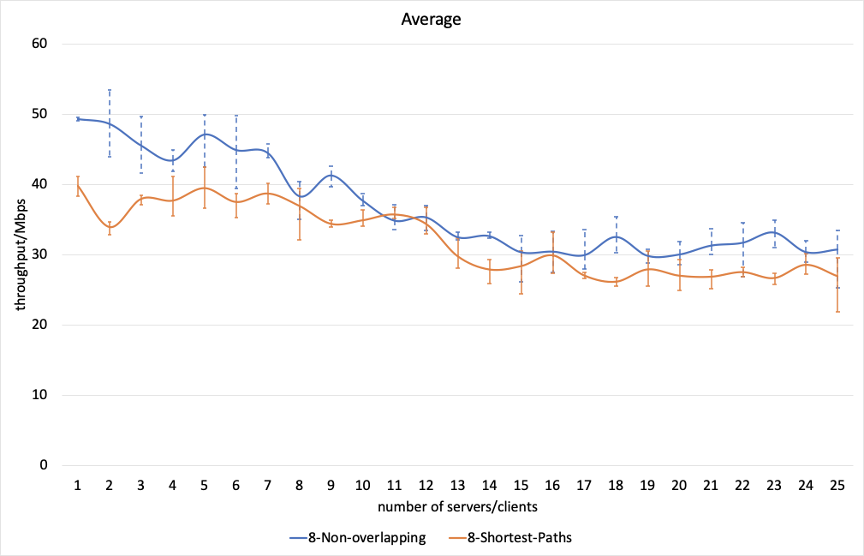 Average
60
50
40
30
20
10
0
throughput/Mbps
1 2 3 4 5 6 7 8 9 10 11 12 13 14 15 16 17 18 19 20 21 22 23 24 25
number of servers/clients
8-Non-overlapping 8-Shortest-Paths